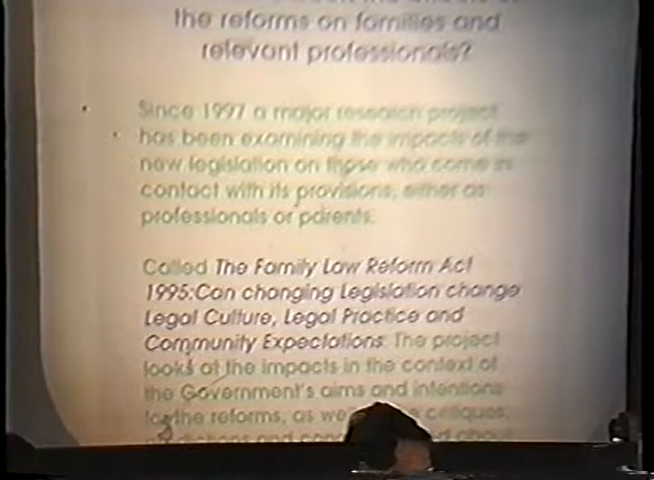 the reforms on families and
relevant professionals?
Since 1997 a major research project
has been examining the impacts of the
new legislation on those who come in
contact with its provisions, either as
professionals or parents.
Called The Family Law Reform Act
1995:Can changing Legislation change
Legal Culture, Legal Practice and
Community Expectations. The project
looks at the impacts in the context of
the Government's aims and intentions
for the reforms, as critiques,
and